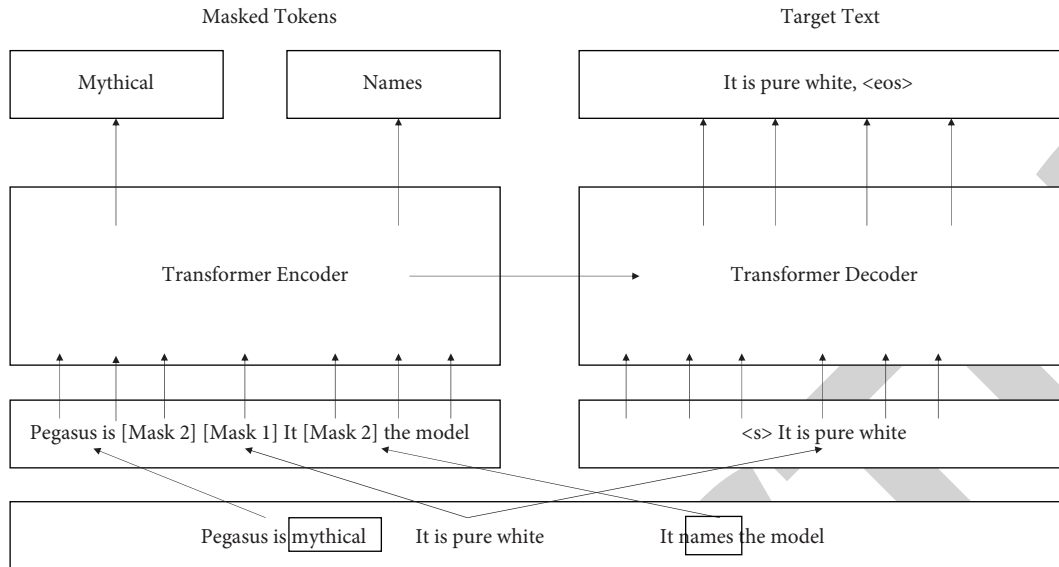 Masked Tokens
Target Text
Mythical
Names
It is pure white, <eos>
Transformer Encoder
Transformer Decoder
Pegasus is [Mask 2] [Mask 1] It [Mask 2] the model
<s> It is pure white
Pegasus is mythical
It is pure white
It names the model